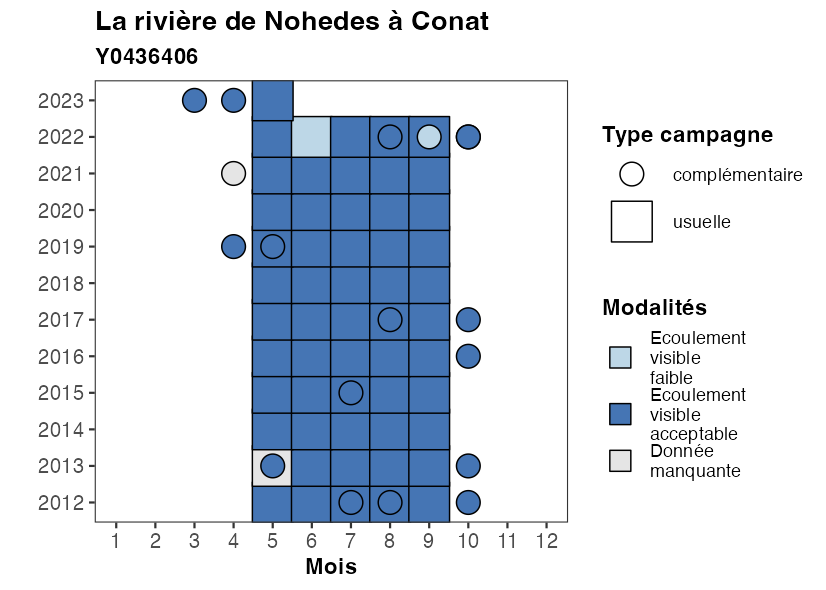 La rivière de Nohedes à Conat
Y0436406
2023
2022
2021
2020
2019
2018
2017
2016
2015
2014
2013
2012
1 2 3 4 5 6 7 8 9 10 11 12
Mois
Type campagne
complémentaire
usuelle
Modalités
Ecoulement
visible
faible
Ecoulement
visible
acceptable
Donnée
manquante